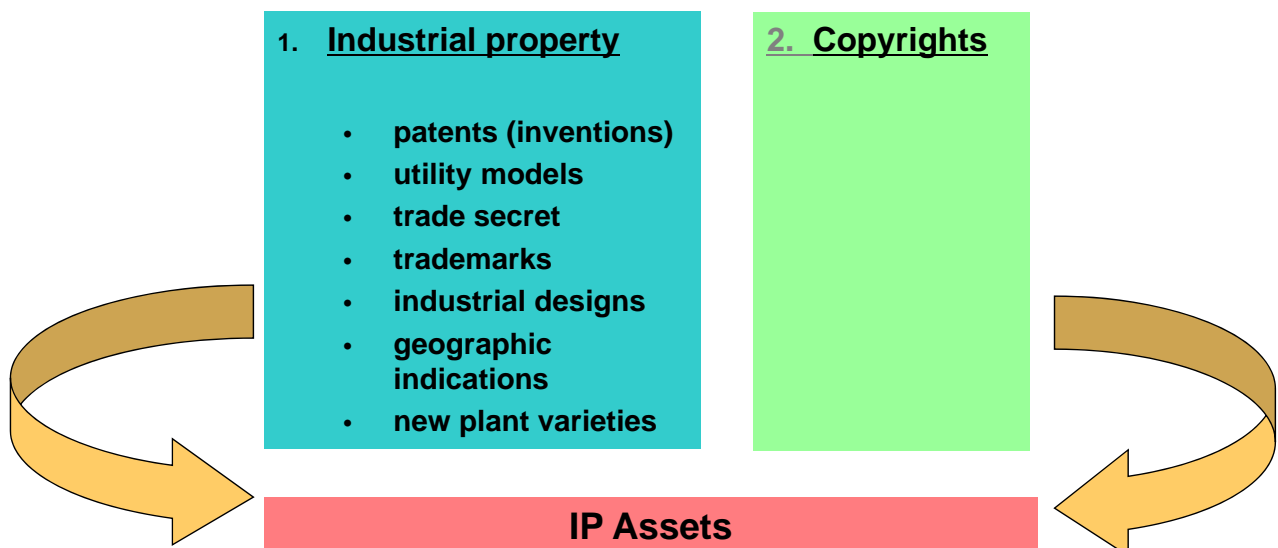 1. Industrial property
• patents (inventions)
• utility models
• trade secret
• trademarks
• industrial designs
• geographic
indications
• new plant varieties
2. Copyrights
IP Assets